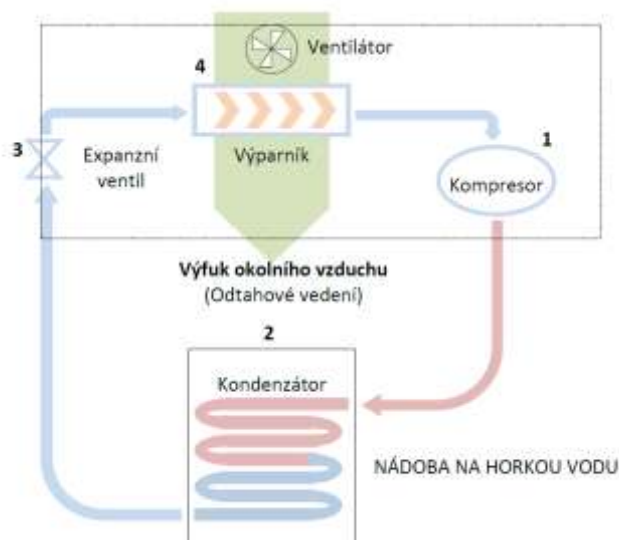 Ventilátor
4
3
Expanzní
ventil
Výparník
1
Kompresor
Výfuk okolního vzduchu
(Odtahové vedení)
2
Kondenzátor
NÁDOBA NA HORKOU VODU